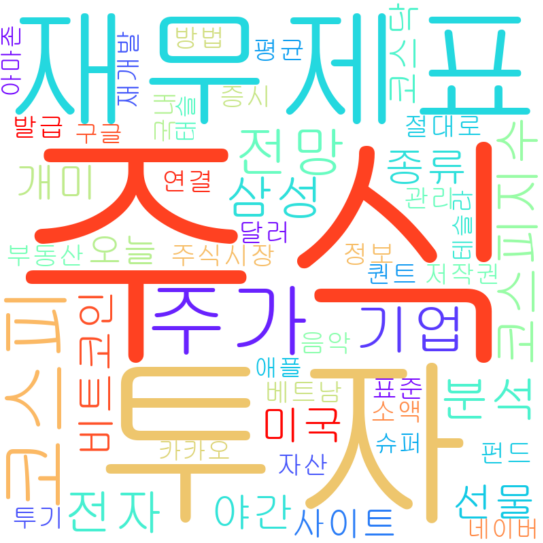 아마존
재무제표
재개발
방법
평균
코스닥
국내
테슬
증시
발급
구글
전망
절대로
개미
연결
삼성
종류
관리
테슬라
코스피지수
주식
달러
부동산
오늘
주식시장
정보
퀀트
저작권
코스피
비트코인
주가
음악
기업
애플
베트남
표준
분석
투자
미국
소액
슈퍼
카카오
자산
펀드
투기
전자
야간
사이트
선물
네이버